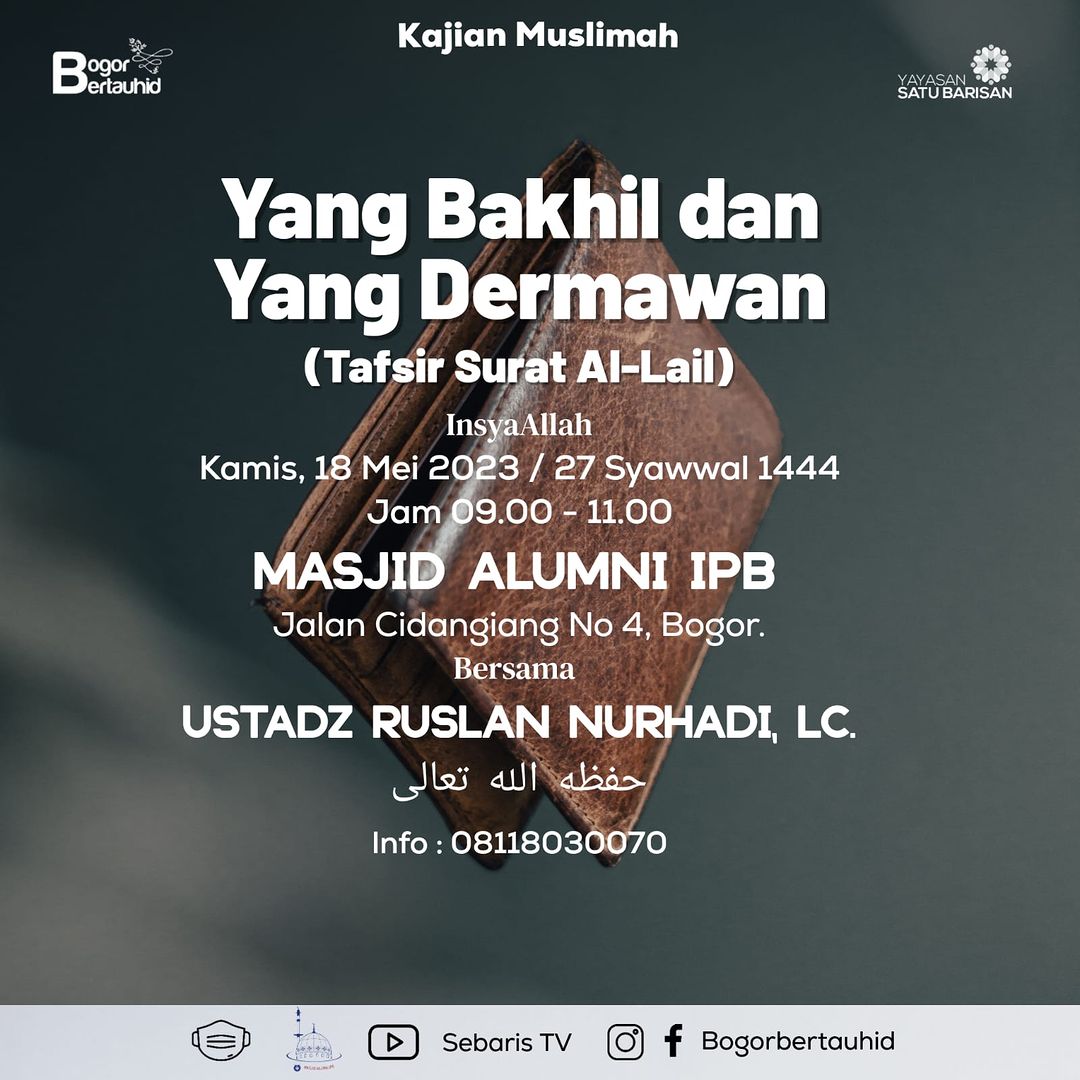 Kajian Muslimah
Bogor
Bertauhid
YAYASAN
SATU BARISAN
Yang Bakhil dan
Yang Dermawan
(Tafsir Surat Al-Lail)
InsyaAllah
Kamis, 18 Mei 2023 / 27 Syawwal 1444
Jam 09.00 - 11.00
MASJID ALUMNI IPB
Jalan Cidangiang No 4, Bogor.
Bersama
USTADZ RUSLAN NURHADI, LC.
حفظه الله تعالى
Info : 08118030070
Sebaris TV
Bogorbertauhid